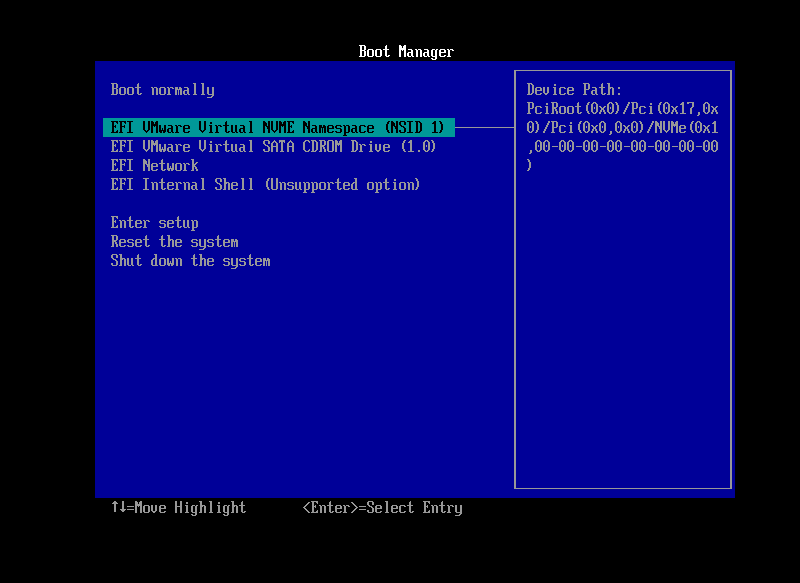 Boot Manager
Boot normally
EFI VMware Virtual NVME Namespace (NSID 1)
EFI VMware Virtual SATA CDROM Drive (1.0)
EFI Network
EFI Internal Shell (Unsupported option)
Enter setup
Reset the system
Shut down the system
Device Path:
PciRoot(0x0)/Pci(0x17,0x
0)/Pci(0x0,0x0)/NVMe(0x1
,00-00-00-00-00-00-00-00
)
↑↓=Move Highlight <Enter>=Select Entry